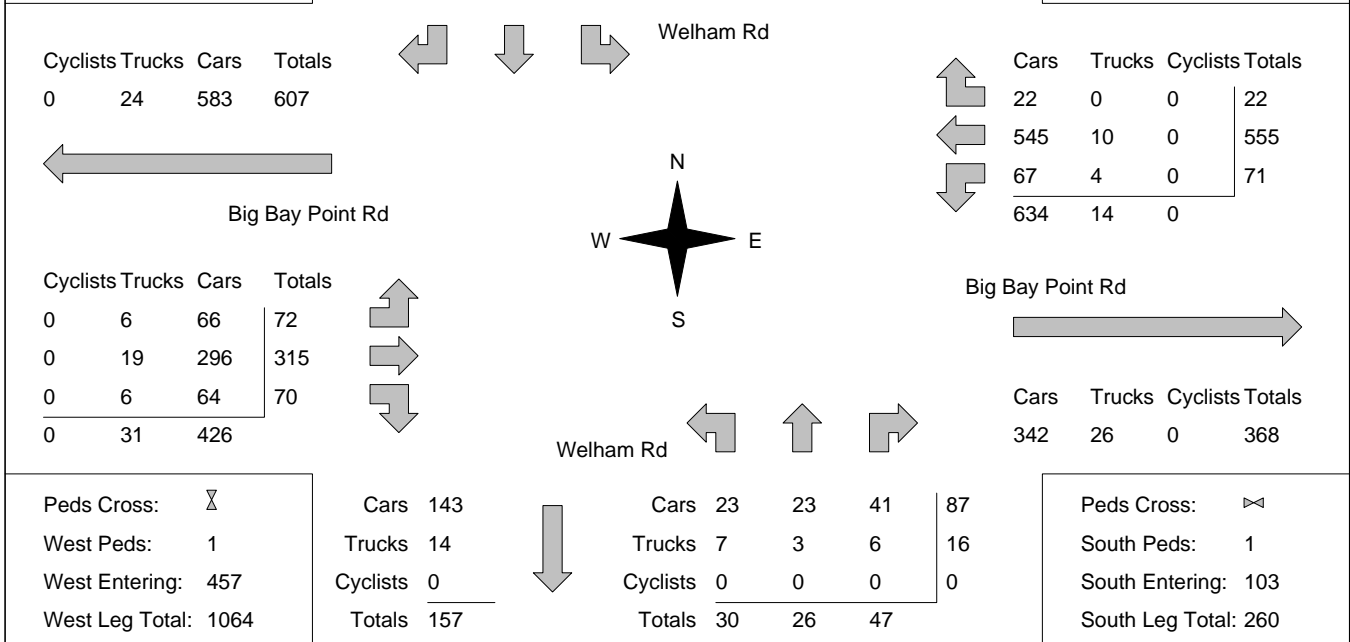 Welham Rd
Cyclists Trucks Cars Totals
0 24 583 607
Cars Trucks Cyclists Totals
22 0 0 22
545 10 0 555
67 4 0 71
634 14 0
Big Bay Point Rd
N
W E
S
Cyclists Trucks Cars Totals
0 6 66 72
0 19 296 315
0 6 64 70
0 31 426
Big Bay Point Rd
Cars Trucks Cyclists Totals
342 26 0 368
Welham Rd
Peds Cross:
West Peds: 1
West Entering: 457
West Leg Total: 1064
Cars 143
Trucks 14
Cyclists 0
Totals 157
Cars 23 23 41 87
Trucks 7 3 6 16
Cyclists 0 0 0 0
Totals 30 26 47
Peds Cross:
South Peds: 1
South Entering: 103
South Leg Total: 260